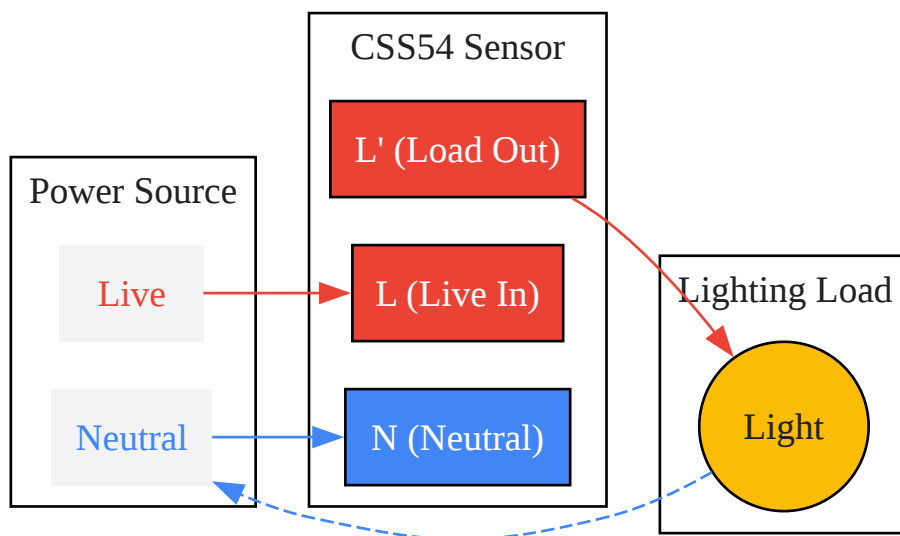 CSS54 Sensor
L' (Load Out)
Power Source
Live
L (Live In)
Lighting Load
Neutral
N (Neutral)
Light